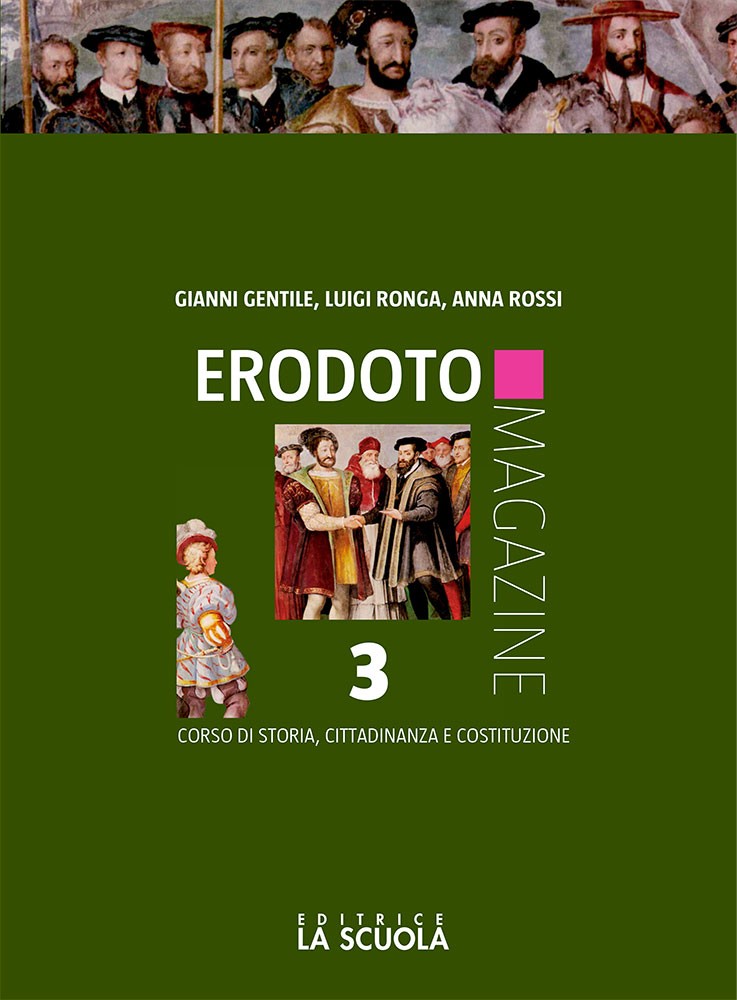 GIANNI GENTILE, LUIGI RONGA, ANNA ROSSI
ERODOTO
MAGAZINE
3
CORSO DI STORIA, CITTADINANZA E COSTITUZIONE
EDITRICE
LA SCUOLA